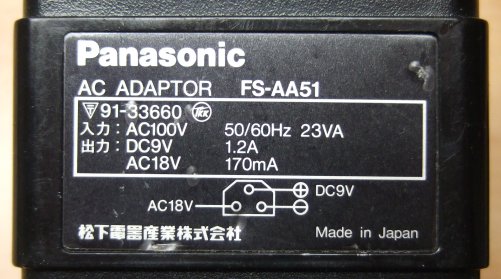 Panasonic
AC ADAPTOR FS-AA51
91-33660
入力：AC100V 50/60Hz 23VA
出力：DC9V 1.2A
AC18V 170mA
DC9V
AC18V
松下電器産業株式会社 Made in Japan